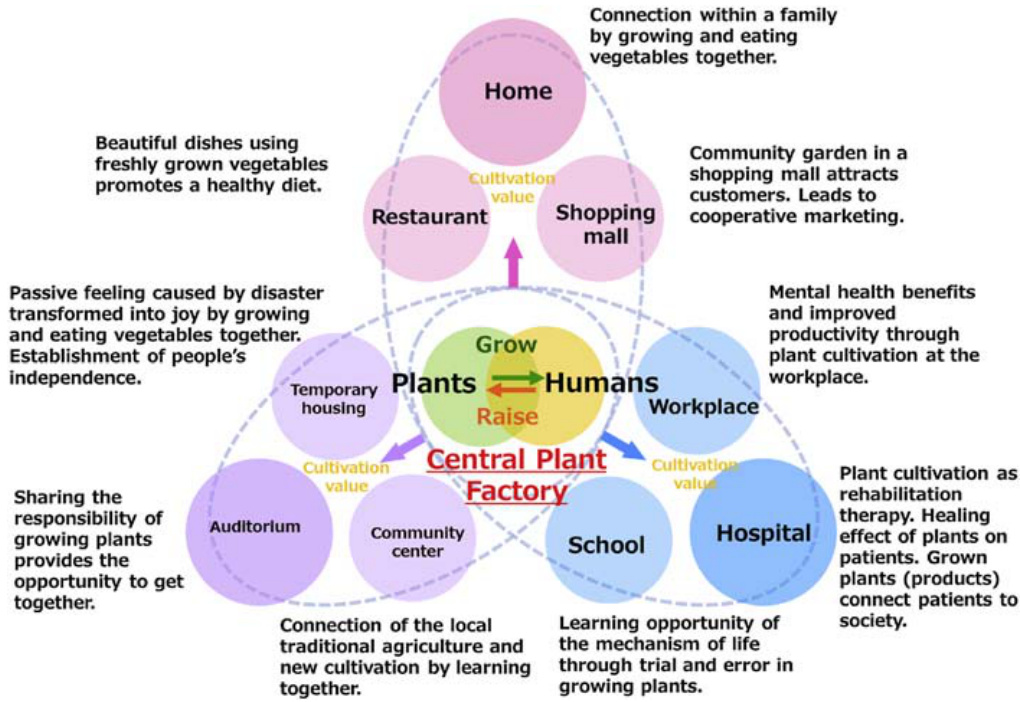 Connection within a family
by growing and eating
vegetables together.
Home
Beautiful dishes using
freshly grown vegetables
promotes a healthy diet.
Community garden in a
shopping mall attracts
customers. Leads to
cooperative marketing.
Cultivation
value
Restaurant
Shopping
mall
Passive feeling caused by disaster
transformed into joy by growing
and eating vegetables together.
Establishment of people's
independence.
Mental health benefits
and improved
productivity through
plant cultivation at the
workplace.
Grow
Plants
Humans
Raise
Temporary
housing
Workplace
Central Plant
Factory
Cultivation
value
Cultivation
value
Sharing the
responsibility of
growing plants
provides the
opportunity to get
together.
Auditorium
Community
center
School
Hospital
Plant cultivation as
rehabilitation
therapy. Healing
effect of plants on
patients. Grown
plants (products)
connect patients to
society.
Connection of the local
traditional agriculture and
new cultivation by learning
together.
Learning opportunity of
the mechanism of life
through trial and error in
growing plants.